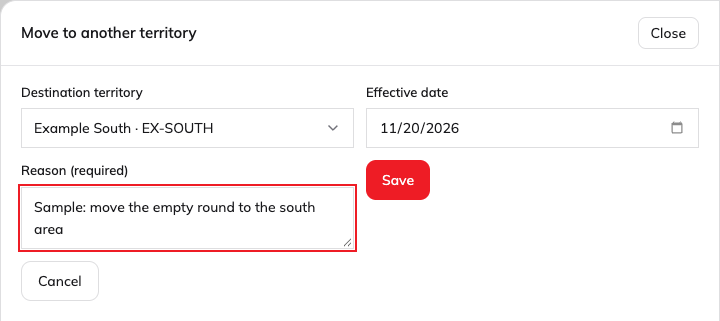 Move to another territory
Close
Destination territory
Effective date
Example South · EX-SOUTH
11/20/2026
Reason (required)
Save
Sample: move the empty round to the south
area
Cancel